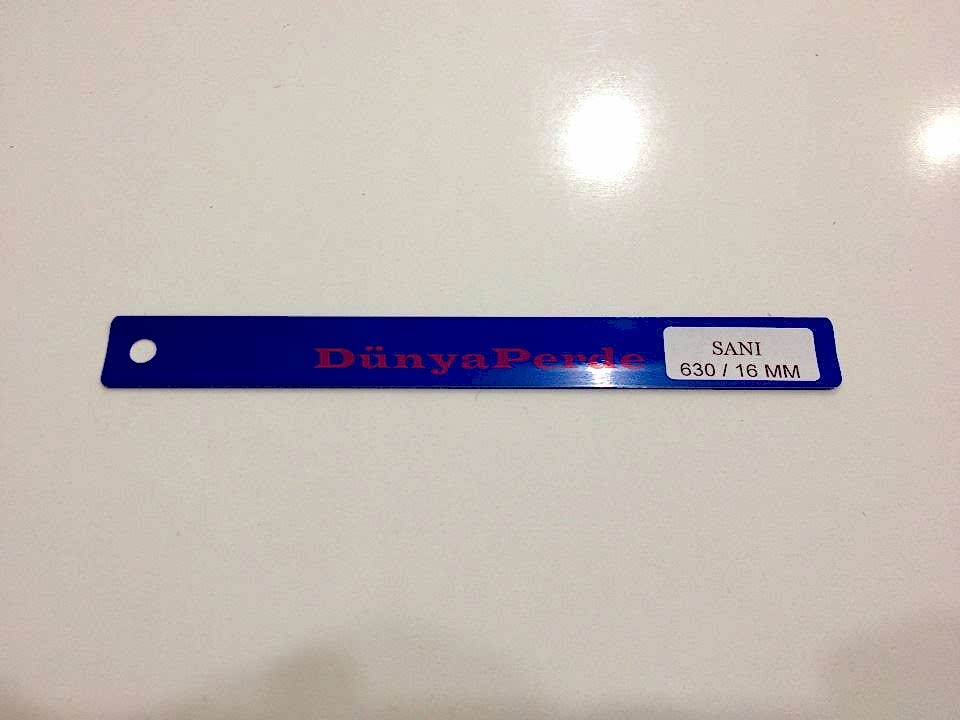 DünyaPerde
SANI
630 / 16 MM